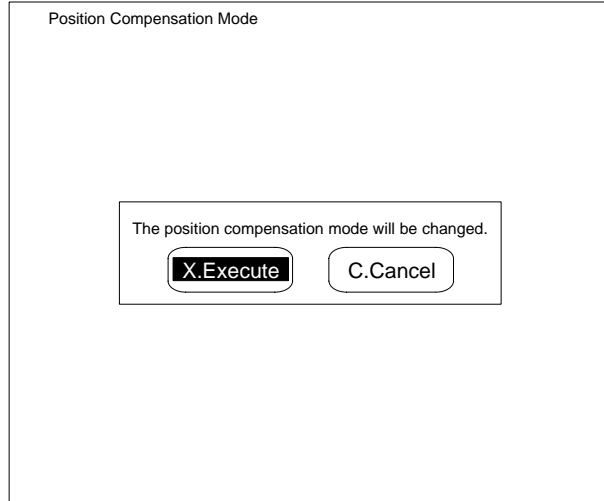 Position Compensation Mode
The position compensation mode will be changed.
X.Execute C.Cancel